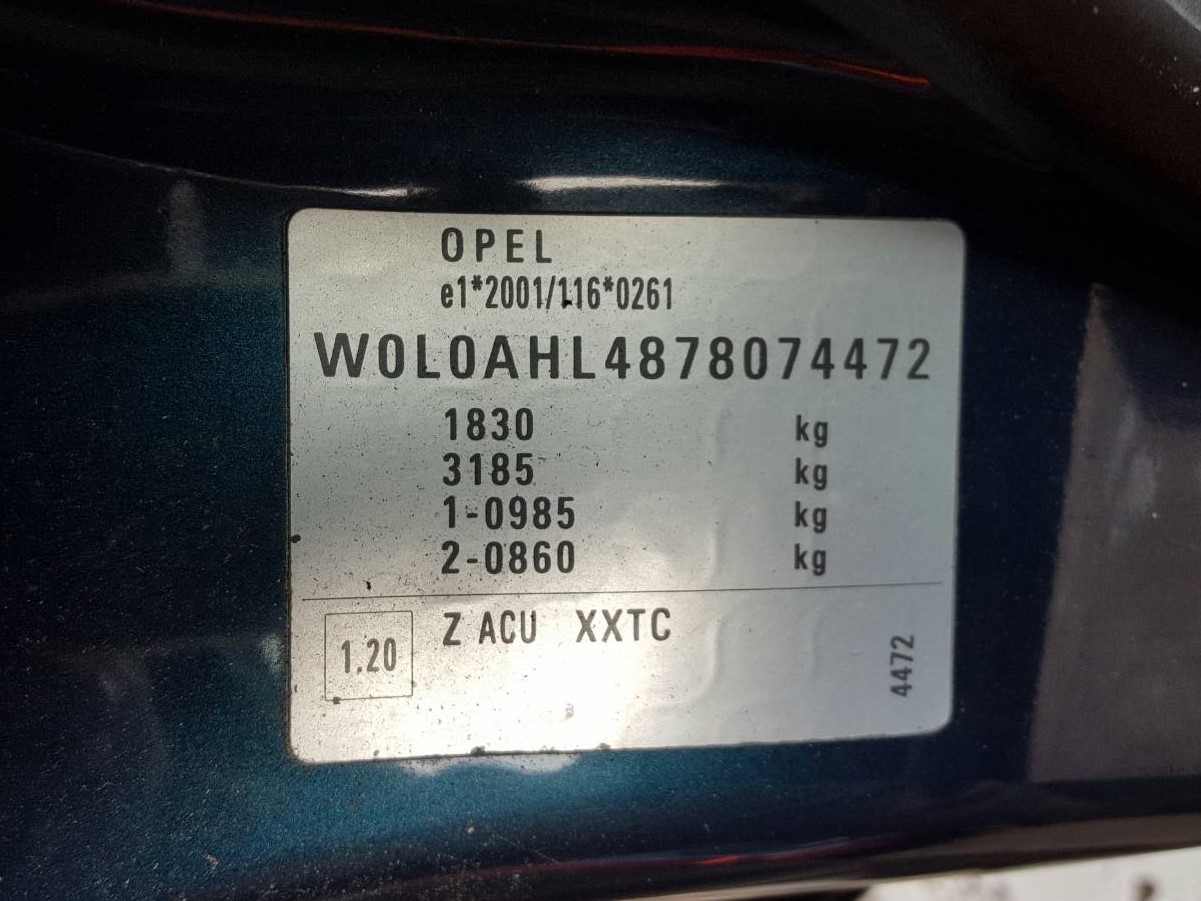 OPEL
e1*2001/116*0261
W0L0AHL4878074472
1830 kg
3185 kg
1-0985 kg
2-0860 kg
1.20 Z ACU XXTC
4472